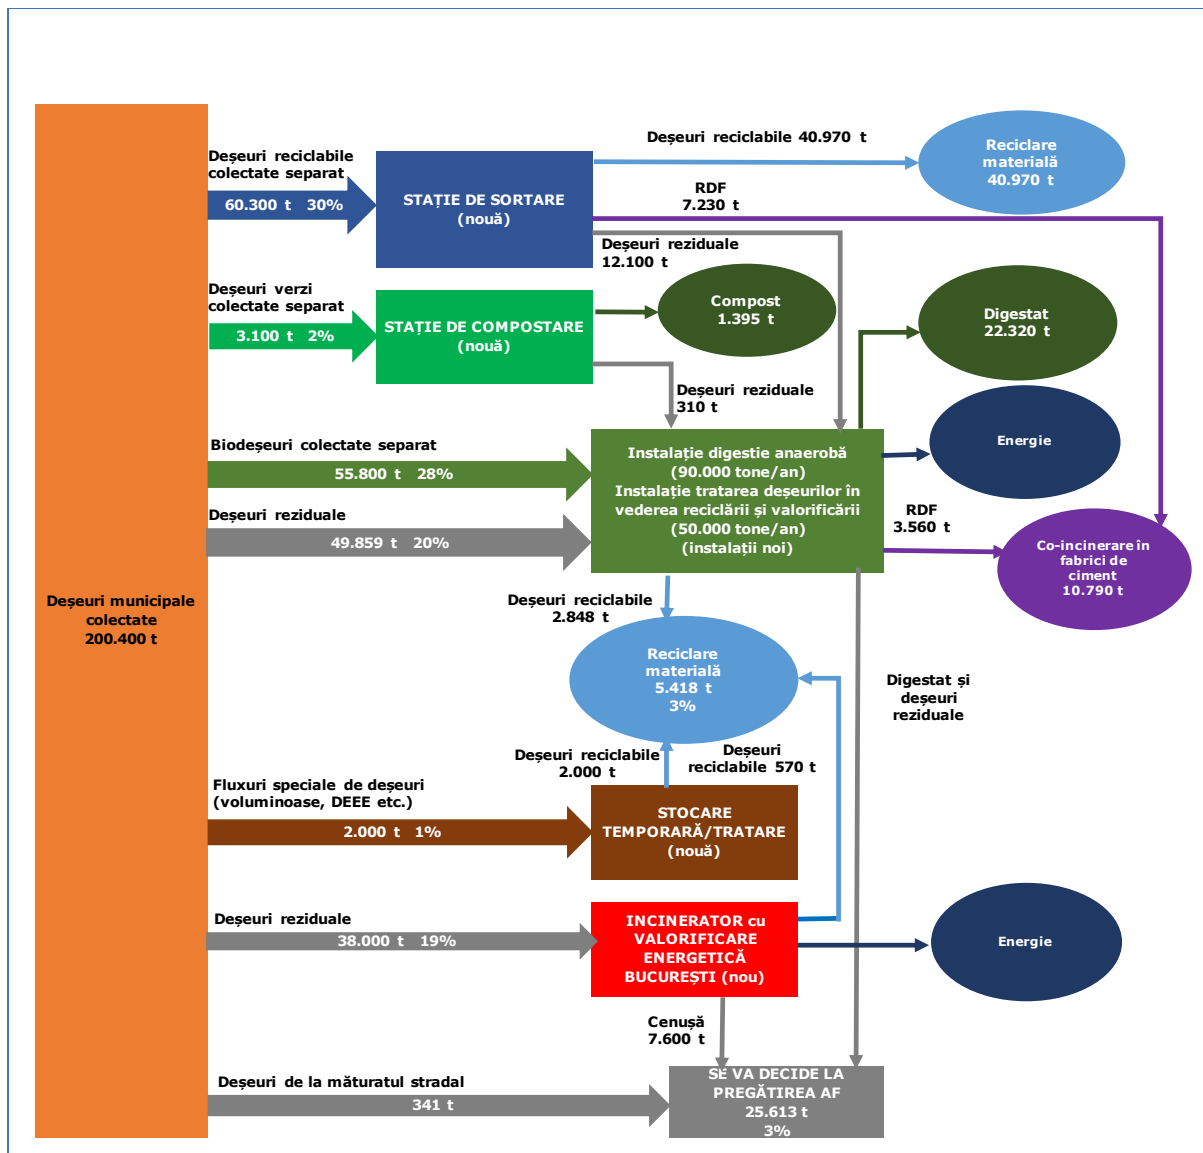 Deșeuri municipale
colectate
200.400 t
Deșeuri reciclabile
colectate separat
60.300 t 30%
STAȚIE DE SORTARE
(nouă)
Deșeuri reciclabile 40.970 t
Reciclare
materială
40.970 t
RDF
7.230 t
Deșeuri reziduale
12.100 t
Deșeuri verzi
colectate separat
3.100 t 2%
STAȚIE DE COMPOSTARE
(nouă)
Compost
1.395 t
Deșeuri reziduale
310 t
Digestat
22.320 t
Biodeșeuri colectate separat
55.800 t 28%
Deșeuri reziduale
49.859 t 20%
Instalație digestie anaerobă
(90.000 tone/an)
Instalație tratarea deșeurilor în
vederea reciclării și valorificării
(50.000 tone/an)
(instalații noi)
Energie
RDF
3.560 t
Co-incinerare în
fabrici de
ciment
10.790 t
Deșeuri reciclabile
2.848 t
Reciclare
materială
5.418 t
3%
Digestat și
deșeuri
reziduale
Deșeuri reciclabile
2.000 t
Deșeuri
reciclabile 570 t
Fluxuri speciale de deșeuri
(voluminoase, DEEE etc.)
2.000 t 1%
STOCARE
TEMPORARĂ/TRATARE
(nouă)
Deșeuri reziduale
38.000 t 19%
INCINERATOR cu
VALORIFICARE
ENERGETICĂ
BUCUREȘTI (nou)
Energie
Cenușă
7.600 t
Deșeuri de la măturatul stradal
341 t
SE VA DECIDE LA
PREGĂTIREA AF
25.613 t
3%